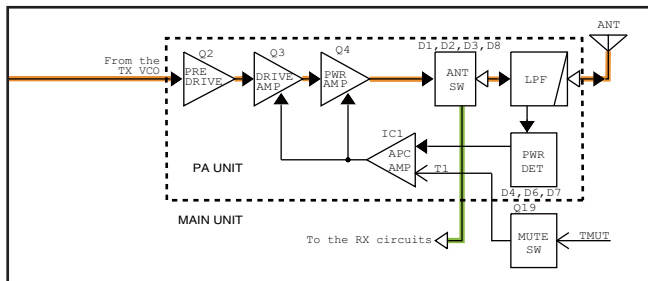 ANT
Q2
Q3
Q4
D1,D2,D3,D8
From the
TX VCO
PRE
DRIVE
DRIVE
AMP
PWR
AMP
ANT
SW
LPF
IC1
APC
AMP
PWR
DET
PA UNIT
T1
D4,D6,D7
MAIN UNIT
Q19
To the RX circuits
MUTE
SW
TMUT